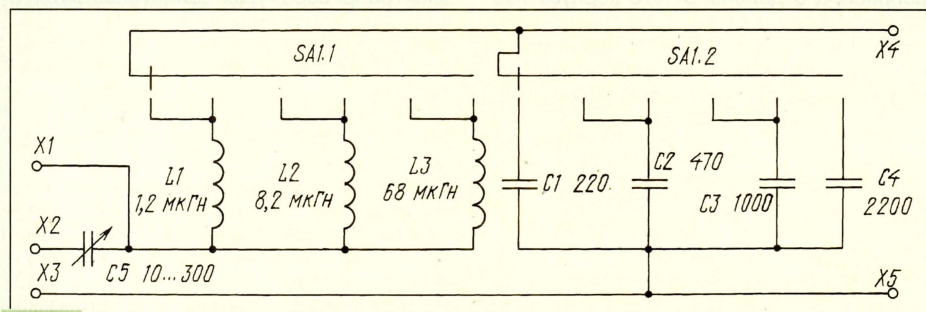 SA1.1
SA1.2
X4
X1
L1
1,2 мкГн
L2
8,2 мкГн
L3
68 мкГн
C1 220
C2 470
C3 1000
C4
2200
X2
X3
C5 10...300
X5